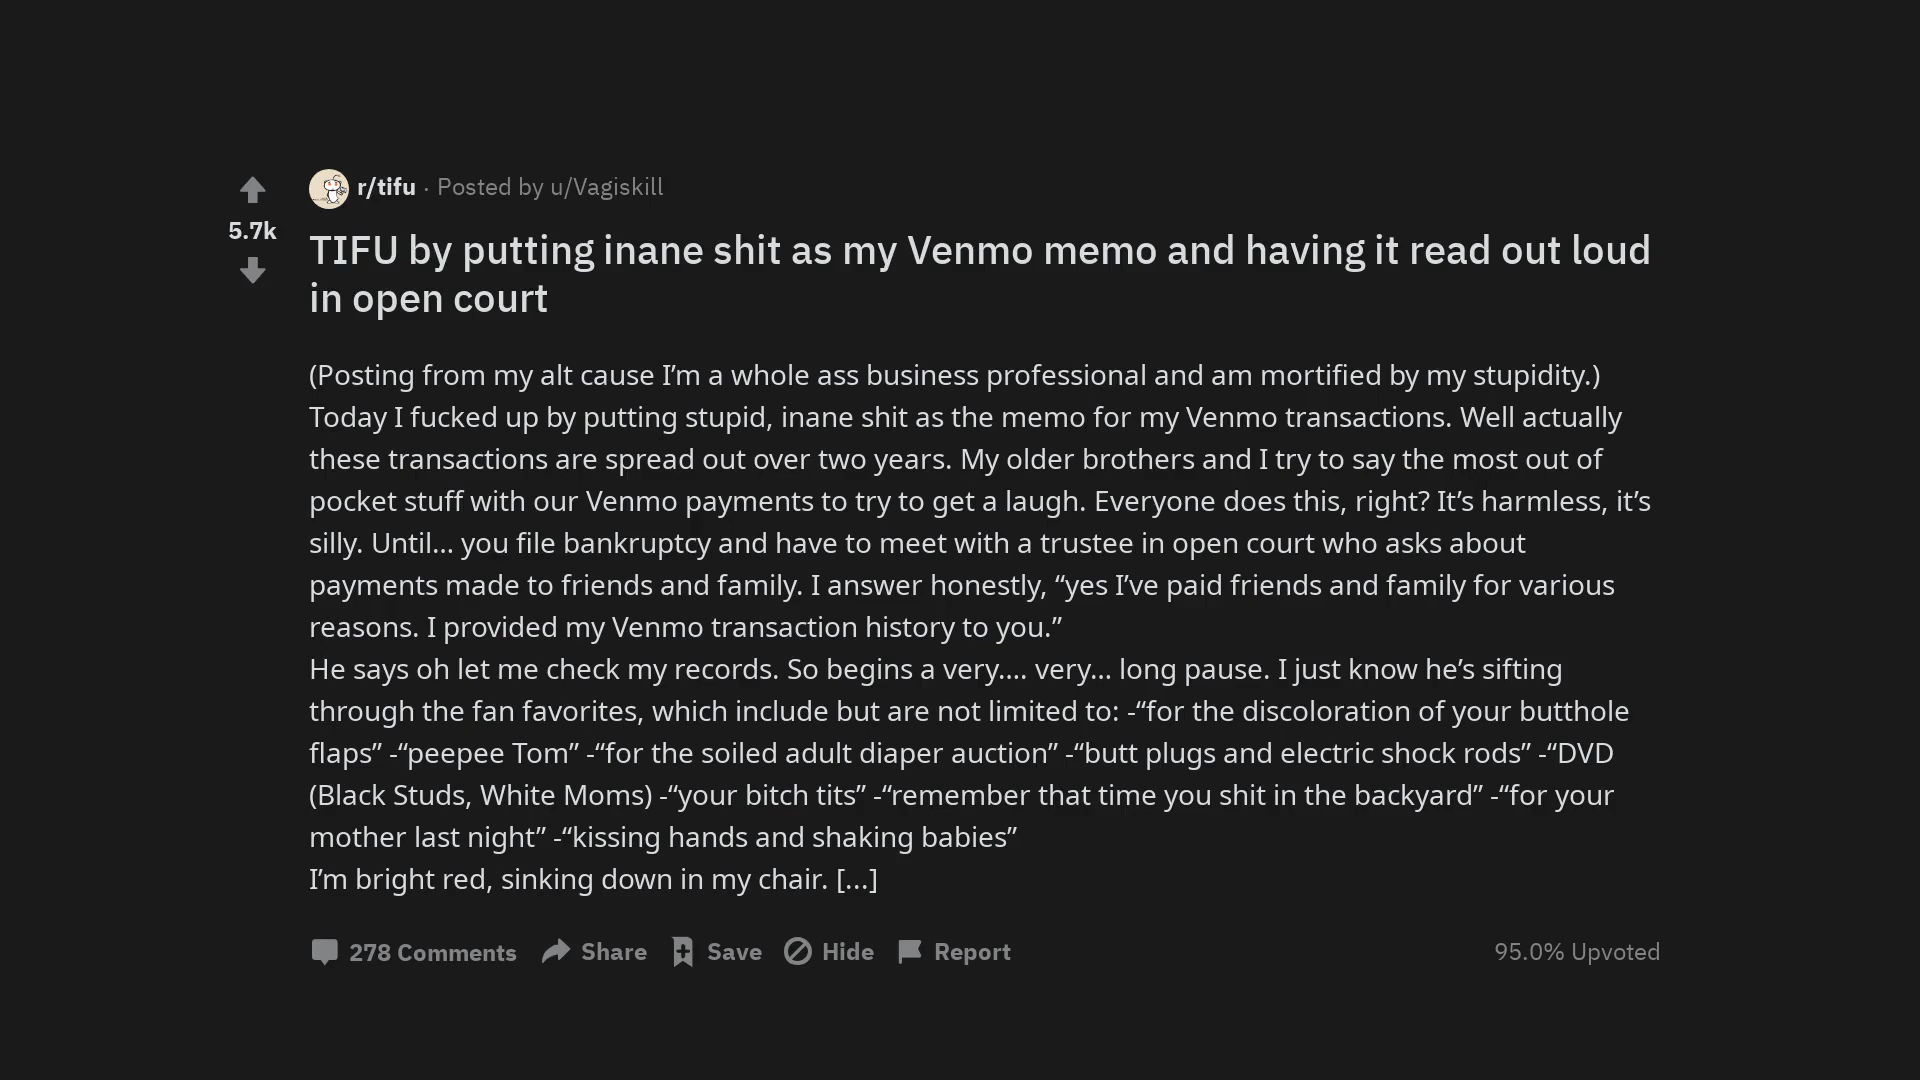 r/tifu · Posted by u/Vagiskill
5.7k
TIFU by putting inane shit as my Venmo memo and having it read out loud
in open court
(Posting from my alt cause I’m a whole ass business professional and am mortified by my stupidity.)
Today I fucked up by putting stupid, inane shit as the memo for my Venmo transactions. Well actually
these transactions are spread out over two years. My older brothers and I try to say the most out of
pocket stuff with our Venmo payments to try to get a laugh. Everyone does this, right? It’s harmless, it’s
silly. Until… you file bankruptcy and have to meet with a trustee in open court who asks about
payments made to friends and family. I answer honestly, “yes I’ve paid friends and family for various
reasons. I provided my Venmo transaction history to you.”
He says oh let me check my records. So begins a very…. very… long pause. I just know he’s sifting
through the fan favorites, which include but are not limited to: -“for the discoloration of your butthole
flaps” -“peepee Tom” -“for the soiled adult diaper auction” -“butt plugs and electric shock rods” -“DVD
(Black Studs, White Moms) -“your bitch tits” -“remember that time you shit in the backyard” -“for your
mother last night” -“kissing hands and shaking babies”
I’m bright red, sinking down in my chair. [...]
278 Comments Share Save Hide Report 95.0% Upvoted